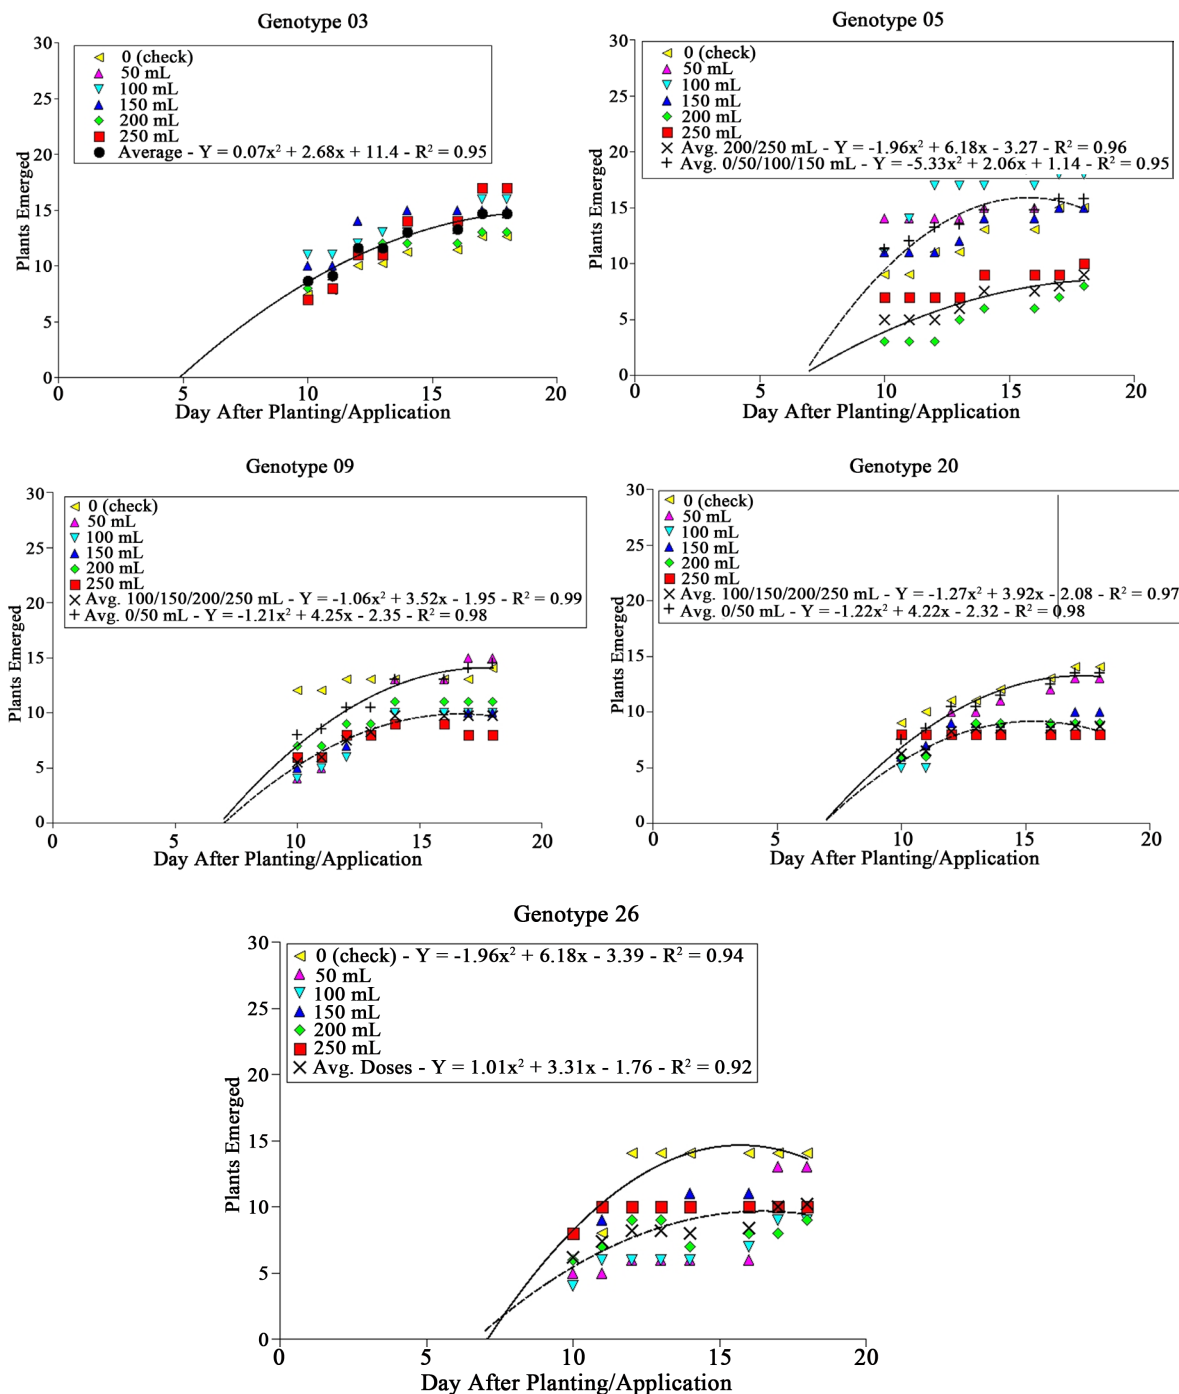 Genotype 03
30
25
20
15
10
5
0
Plants Emerged
0 (check)
50 mL
100 mL
150 mL
200 mL
250 mL
Average - Y = 0.07x² + 2.68x + 11.4 - R² = 0.95
0 5 10 15 20
Day After Planting/Application
Genotype 05
30
25
20
15
10
5
0
Plants Emerged
0 (check)
50 mL
100 mL
150 mL
200 mL
250 mL
Avg. 200/250 mL - Y = -1.96x² + 6.18x - 3.27 - R² = 0.96
Avg. 0/50/100/150 mL - Y = -5.33x² + 2.06x + 1.14 - R² = 0.95
0 5 10 15 20
Day After Planting/Application
Genotype 09
30
25
20
15
10
5
0
Plants Emerged
0 (check)
50 mL
100 mL
150 mL
200 mL
250 mL
Avg. 100/150/200/250 mL - Y = -1.06x² + 3.52x - 1.95 - R² = 0.99
Avg. 0/50 mL - Y = -1.21x² + 4.25x - 2.35 - R² = 0.98
0 5 10 15 20
Day After Planting/Application
Genotype 20
30
25
20
15
10
5
0
Plants Emerged
0 (check)
50 mL
100 mL
150 mL
200 mL
250 mL
Avg. 100/150/200/250 mL - Y = -1.27x² + 3.92x - 2.08 - R² = 0.97
Avg. 0/50 mL - Y = -1.22x² + 4.22x - 2.32 - R² = 0.98
0 5 10 15 20
Day After Planting/Application
Genotype 26
30
25
20
15
10
5
0
Plants Emerged
0 (check) - Y = -1.96x² + 6.18x - 3.39 - R² = 0.94
50 mL
100 mL
150 mL
200 mL
250 mL
Avg. Doses - Y = 1.01x² + 3.31x - 1.76 - R² = 0.92
0 5 10 15 20
Day After Planting/Application